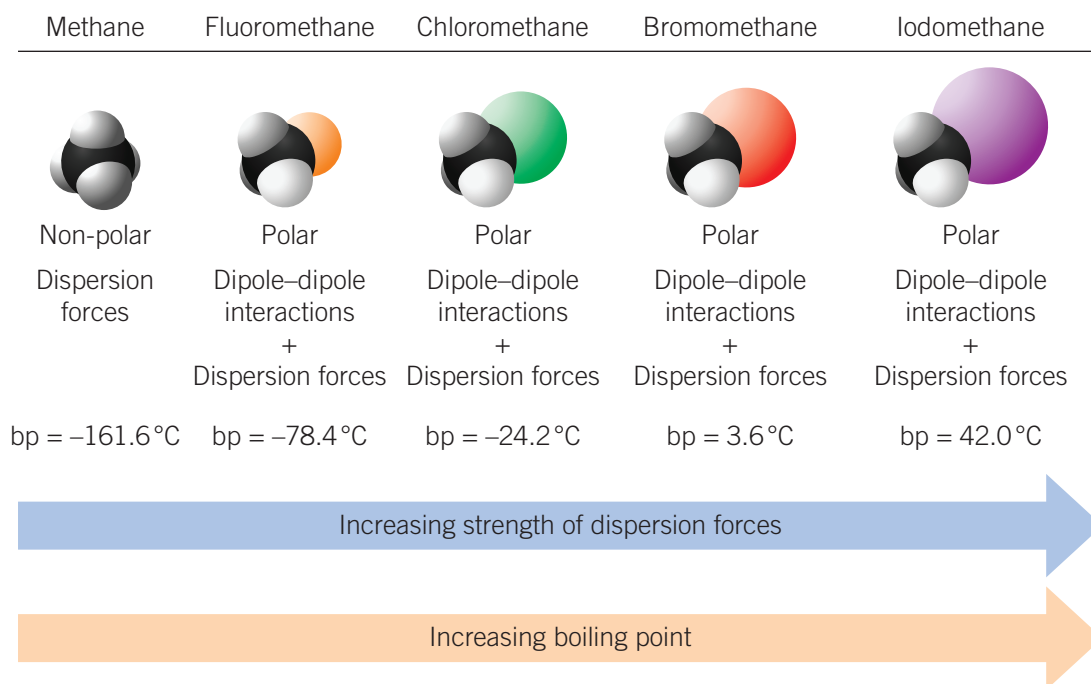 Methane Fluoromethane Chloromethane Bromomethane Iodomethane
Non-polar Polar Polar Polar Polar
Dispersion Dipole–dipole Dipole–dipole Dipole–dipole Dipole–dipole
forces interactions interactions interactions interactions
+ + + +
Dispersion forces Dispersion forces Dispersion forces Dispersion forces
bp = –161.6 °C bp = –78.4 °C bp = –24.2 °C bp = 3.6 °C bp = 42.0 °C
Increasing strength of dispersion forces
Increasing boiling point